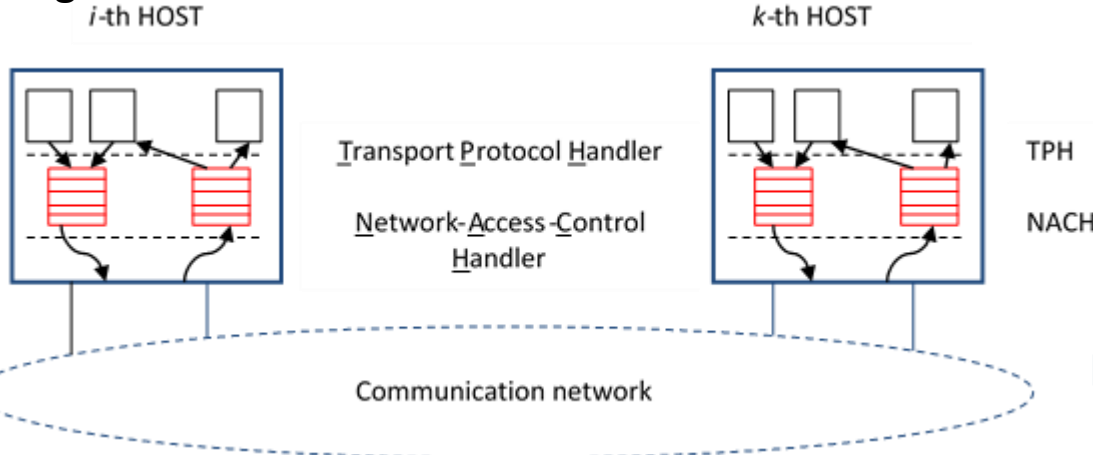 i-th HOST
k-th HOST
Transport Protocol Handler
TPH
Network-Access-Control
Handler
NACH
Communication network